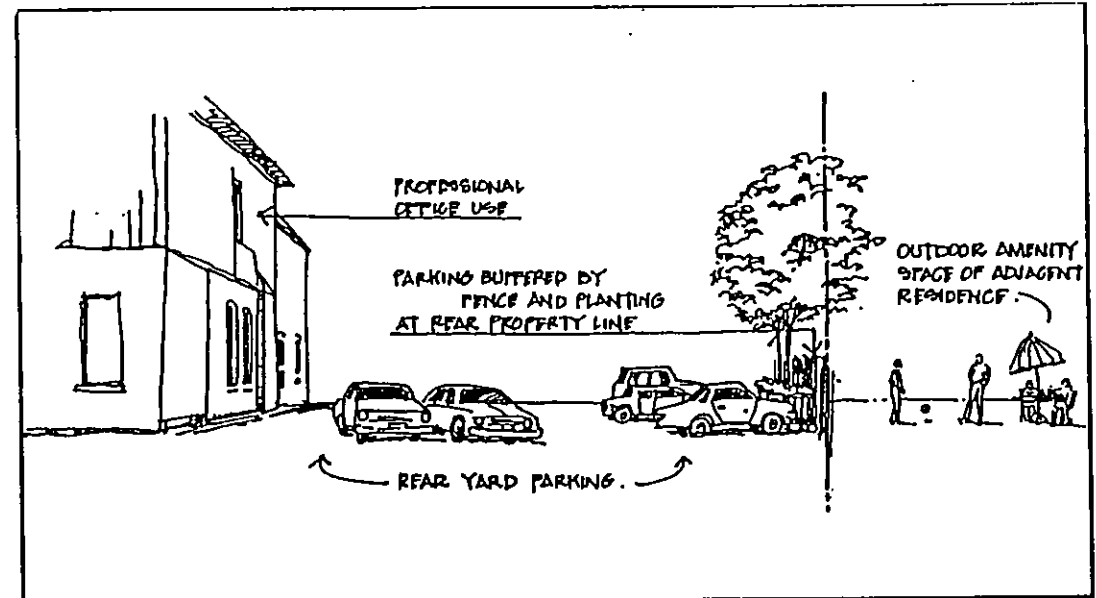 PROFESSIONAL
OFFICE USE
PARKING BUFFERED BY
FENCE AND PLANTING
AT REAR PROPERTY LINE
OUTDOOR AMENITY
SPACE OF ADJACENT
RESIDENCE.
REAR YARD PARKING.